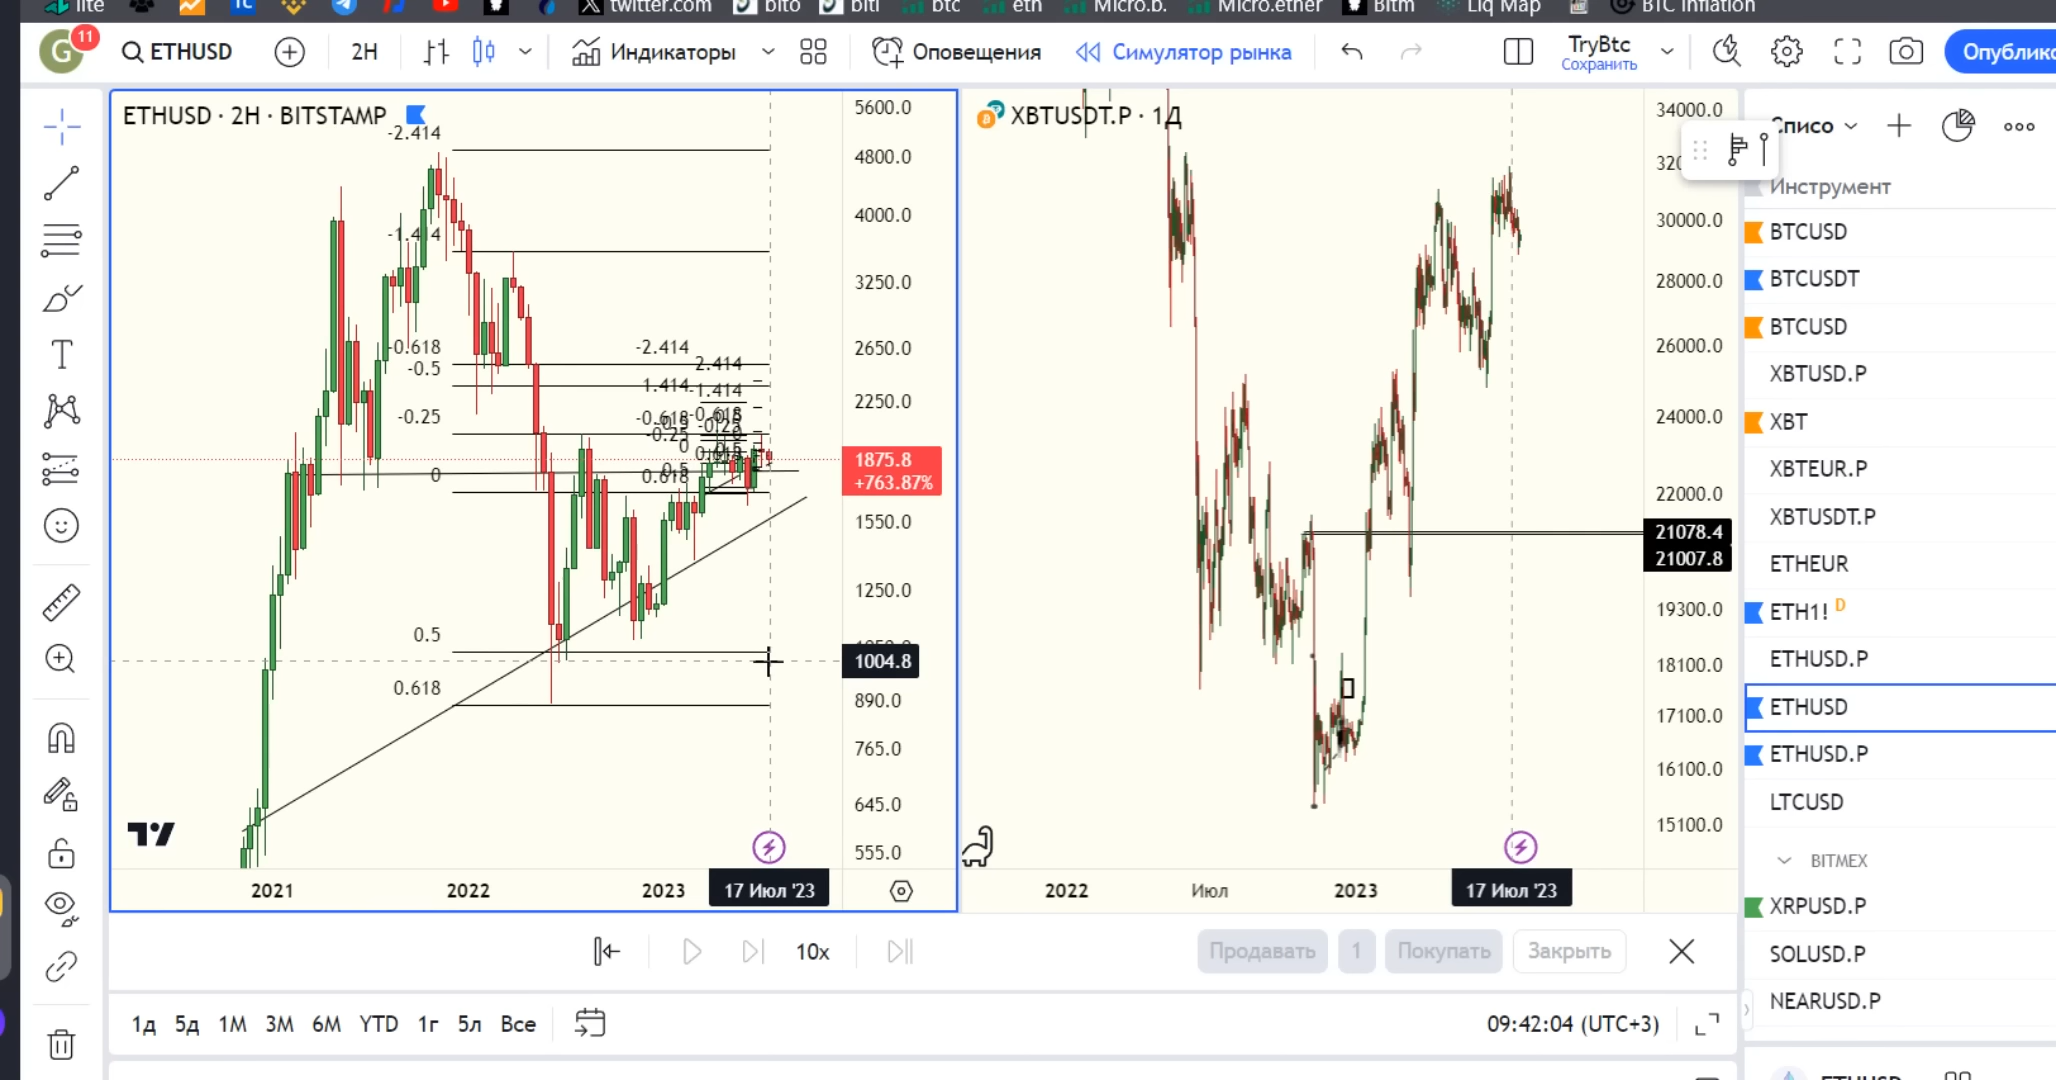 lite
TC
twitter.com
bito
biti
btc
eth
Micro.b.
Micro.ether
Bitm
Liq Map
BTC Inflation
G
11
ETHUSD
2Н
Индикаторы
Оповещения
Симулятор рынка
TryBtc
Сохранить
ETHUSD · 2Н · BITSTAMP
-2.414
-1.414
-0.618
-0.5
-0.25
0
0.5
0.618
-2.414
2.414
1.414
-1.414
-0.618
-0.25
0
0.5
0.618
5600.0
4800.0
4000.0
3250.0
2650.0
2250.0
1875.8
+763.87%
1550.0
1250.0
1004.8
890.0
765.0
645.0
555.0
2021
2022
2023
17 Июл '23
XBTUSDT.P · 1Д
34000.0
30000.0
28000.0
26000.0
24000.0
22000.0
21078.4
21007.8
19300.0
18100.0
17100.0
16100.0
15100.0
2022
Июл
2023
17 Июл '23
Инструмент
BTCUSD
BTCUSDT
BTCUSD
XBTUSD.P
XBT
XBTEUR.P
XBTUSDT.P
ETHEUR
ETH1! D
ETHUSD.P
ETHUSD
ETHUSD.P
LTCUSD
BITMEX
XRPUSD.P
SOLUSD.P
NEARUSD.P
10x
Продавать
1
Покупать
Закрыть
1д 5д 1М 3М 6М YTD 1г 5л Все
09:42:04 (UTC+3)